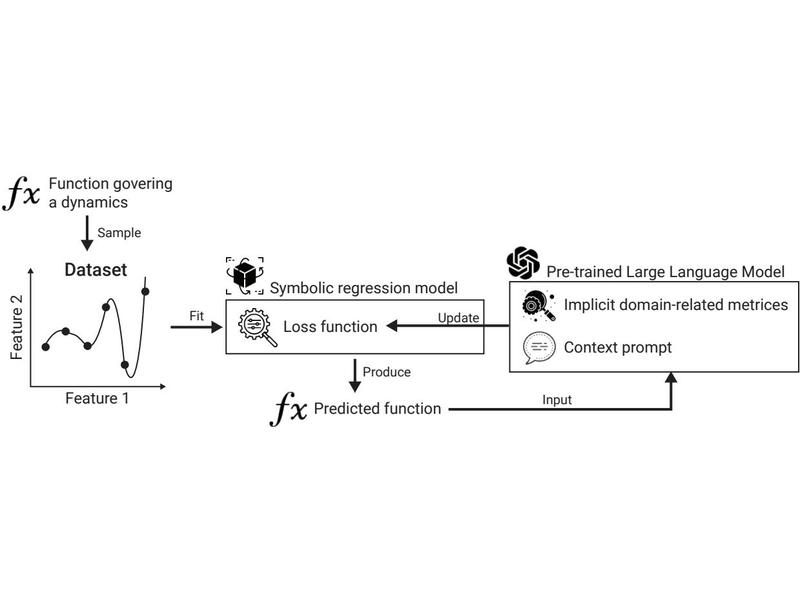 fx Function govering
a dynamics
Sample
Dataset
Feature 2
Feature 1
Fit
Symbolic regression model
Loss function
Update
Pre-trained Large Language Model
Implicit domain-related metrices
Context prompt
Produce
fx Predicted function
Input